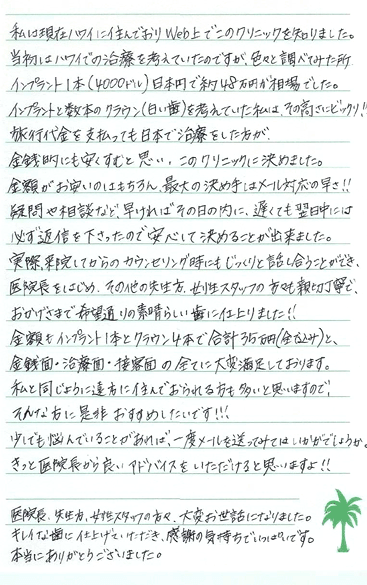 私は現在ハワイに住んでおりWeb上でこのクリニックを知りました。
当初はハワイでの治療を考えていたのですが、色々と調べてみた所
インプラント1本(4000ドル)日本円で約48万円が相場でした。
インプラントと数本のクラウン(白い歯)を考えていた私は、その高さにビックリ!!
旅行代金を支払っても日本で治療をした方が、
金銭的にも安くすむと思い、このクリニックに決めました。
金額がお安いのはもちろん、最大の決め手はメール対応の早さ!!
疑問や相談など、早ければその日の内に、遅くても翌日中には
必ず返信を下さったので安心して決めることが出来ました。
実際来院してからのカウンセリング時にもじっくりと話し合うことができ、
医院長をはじめ、その他の先生方、女性スタッフの方々も親切丁寧で、
おかげさまで希望通りの素晴らしい歯に仕上りました!!
金額もインプラント1本とクラウン4本で合計35万円(全て込み)と、
金銭面・治療面・接客面の全てに大変満足しております。
私と同じように遠方に住んでおられる方も多いと思いますので、
そんな方に是非おすすめしたいです!!!
少しでも悩んでいることがあれば、一度メールを送ってみてはいかがでしょうか。
きっと医院長から良いアドバイスをいただけると思いますよ!!
医院長、先生方、女性スタッフの方々、大変お世話になりました。
キレイな歯に仕上げていただき、感謝の気持ちでいっぱいです。
本当にありがとうございました。